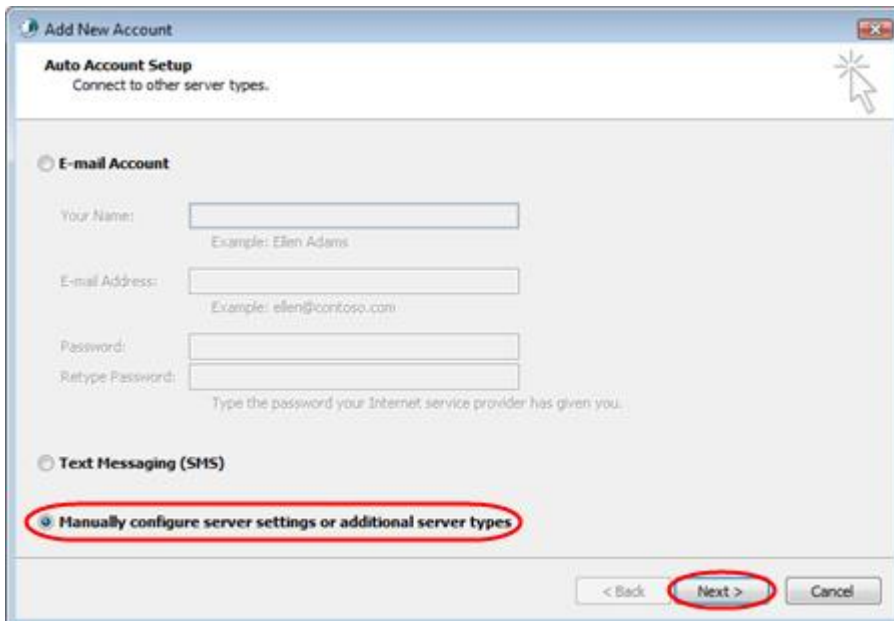 Add New Account
Auto Account Setup
Connect to other server types.
E-mail Account
Your Name:
Example: Ellen Adams
E-mail Address:
Example: ellen@contoso.com
Password:
Retype Password:
Type the password your Internet service provider has given you.
Text Messaging (SMS)
Manually configure server settings or additional server types
< Back Next > Cancel